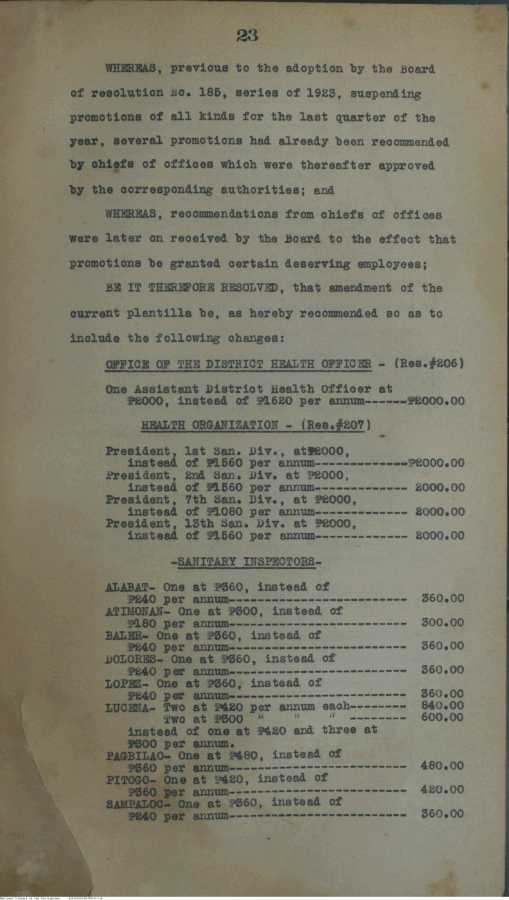 23
WHEREAS, previous to the adoption by the Board
of resolution No. 185, series of 1923, suspending
promotions of all kinds for the last quarter of the
year, several promotions had already been recommended
by chiefs of offices which were thereafter approved
by the corresponding authorities; and
WHEREAS, recommendations from chiefs of offices
were later on received by the Board to the effect that
promotions be granted certain deserving employees;
BE IT THEREFORE RESOLVED, that amendment of the
current plantilla be, as hereby recommended so as to
include the following changes:
OFFICE OF THE DISTRICT HEALTH OFFICER - (Res.#206)
One Assistant District Health Officer at
₱2000, instead of ₱1620 per annum------₱2000.00
HEALTH ORGANIZATION - (Res.#207)
President, 1st San. Div., at₱2000,
instead of ₱1560 per annum-------------₱2000.00
President, 2nd San. Div. at ₱2000,
instead of ₱1560 per annum------------- 2000.00
President, 7th San. Div., at ₱2000,
instead of ₱1080 per annum------------- 2000.00
President, 13th San. Div. at ₱2000,
instead of ₱1560 per annum------------- 2000.00
-SANITARY INSPECTORS-
ALABAT- One at ₱360, instead of
₱240 per annum------------------------- 360.00
ATIMONAN- One at ₱300, instead of
₱180 per annum------------------------- 300.00
BALER- One at ₱360, instead of
₱240 per annum------------------------- 360.00
DOLORES- One at ₱360, instead of
₱240 per annum------------------------- 360.00
LOPEZ- One at ₱360, instead of
₱240 per annum------------------------- 360.00
LUCENA- Two at ₱420 per annum each-------- 840.00
Two at ₱300 " " " -------- 600.00
instead of one at ₱420 and three at
₱300 per annum.
PAGBILAO- One at ₱480, instead of
₱360 per annum------------------------- 480.00
PITOGO- One at ₱420, instead of
₱360 per annum------------------------- 420.00
SAMPALOC- One at ₱360, instead of
₱240 per annum------------------------- 360.00